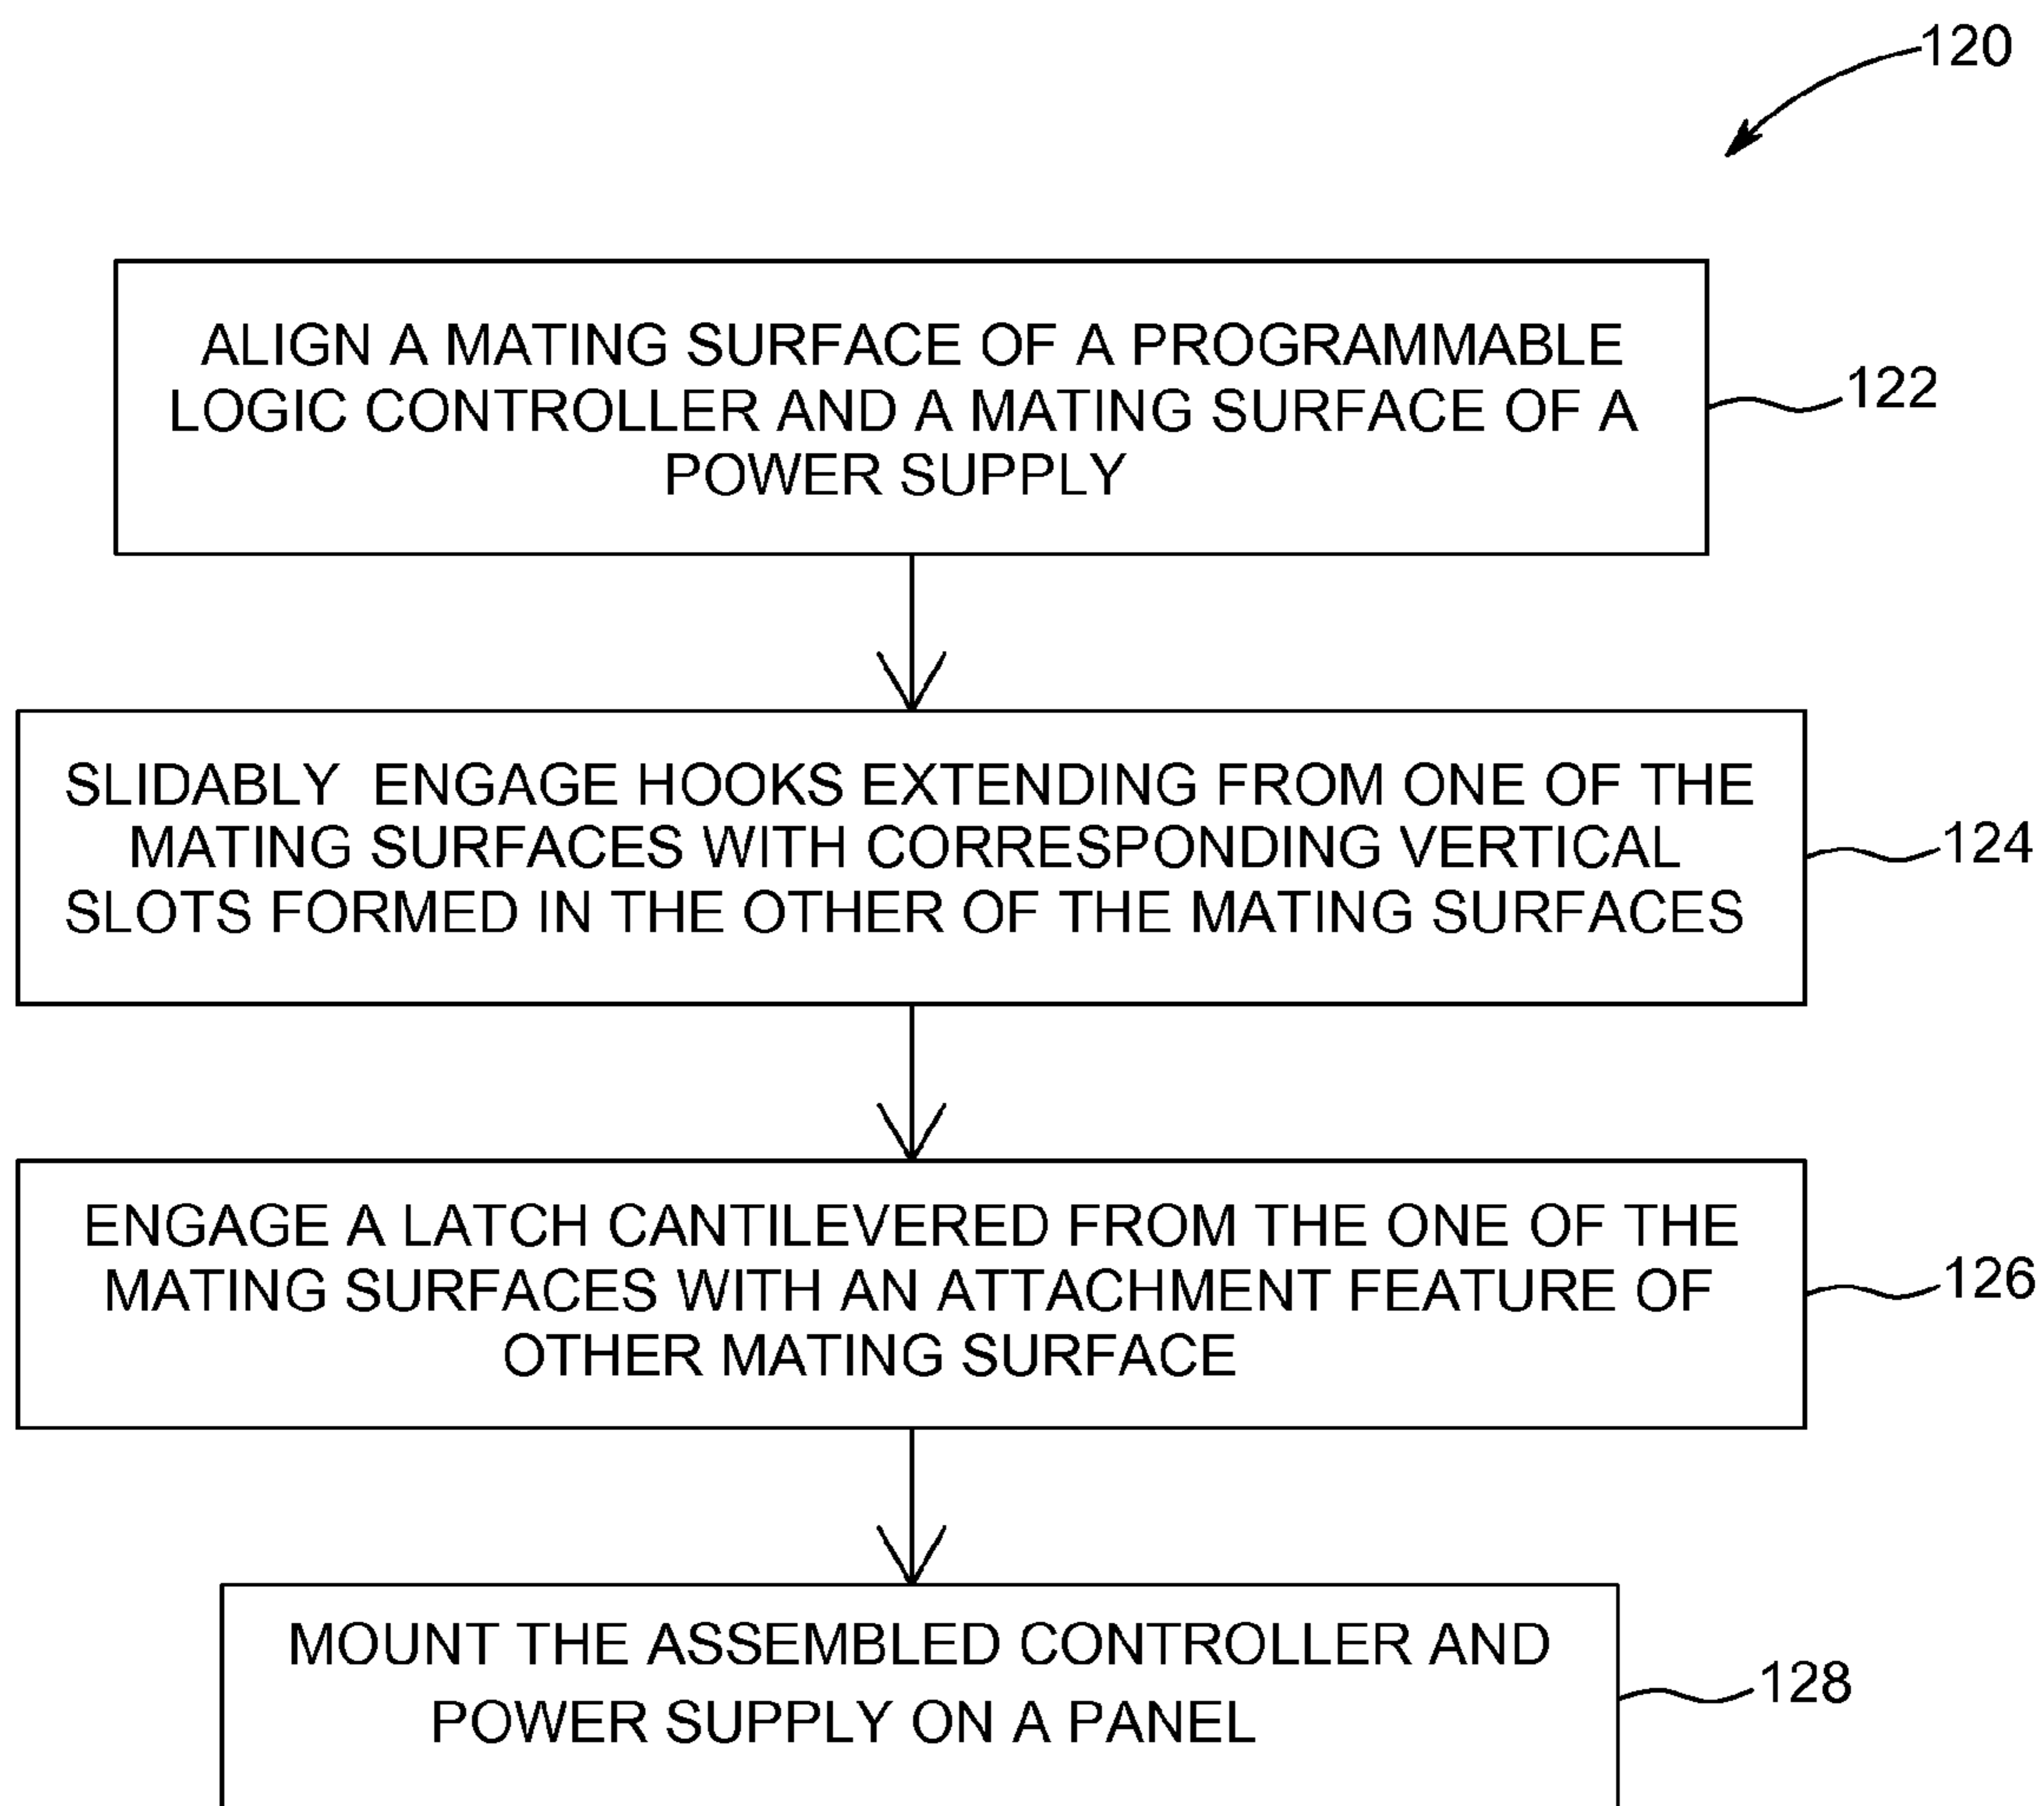 120
ALIGN A MATING SURFACE OF A PROGRAMMABLE
LOGIC CONTROLLER AND A MATING SURFACE OF A
POWER SUPPLY
122
SLIDABLY ENGAGE HOOKS EXTENDING FROM ONE OF THE
MATING SURFACES WITH CORRESPONDING VERTICAL
SLOTS FORMED IN THE OTHER OF THE MATING SURFACES
124
ENGAGE A LATCH CANTILEVERED FROM THE ONE OF THE
MATING SURFACES WITH AN ATTACHMENT FEATURE OF
OTHER MATING SURFACE
126
MOUNT THE ASSEMBLED CONTROLLER AND
POWER SUPPLY ON A PANEL
128